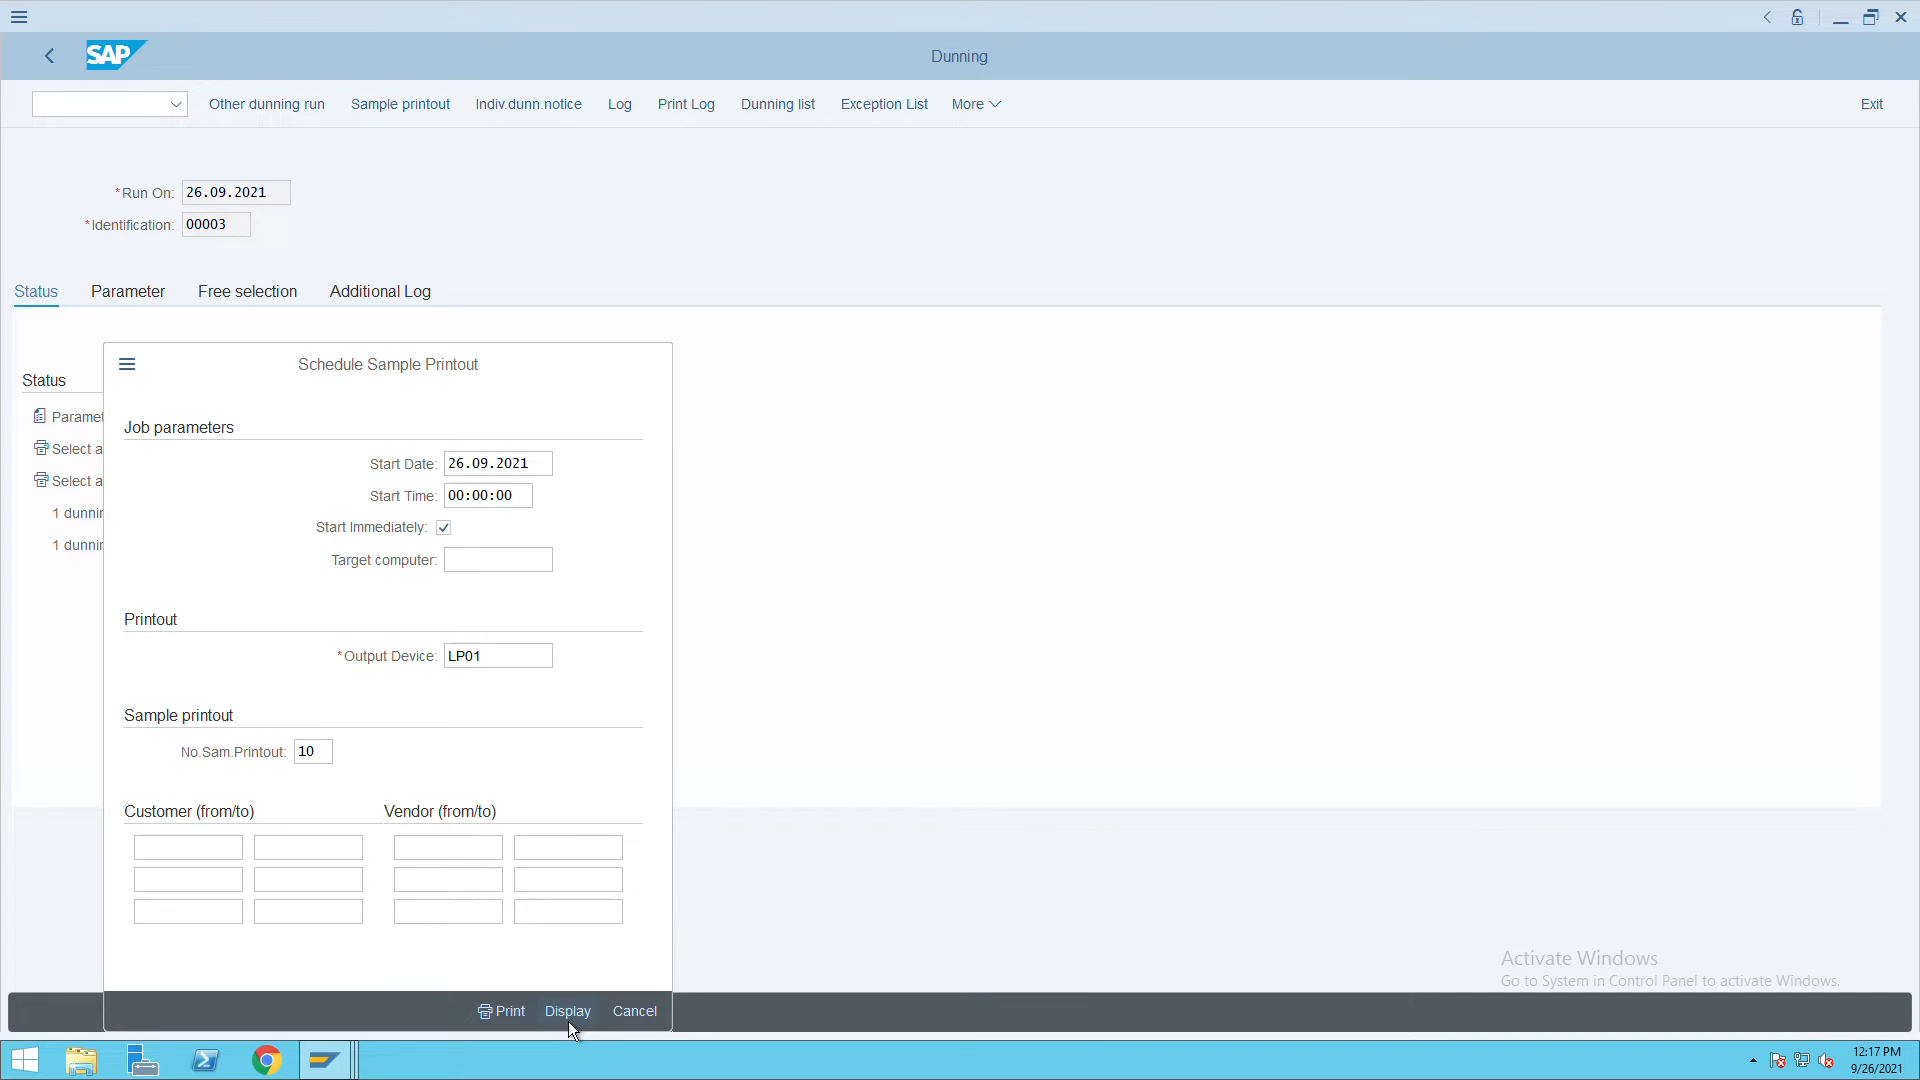 SAP
Dunning
Other dunning run Sample printout Indiv.dunn.notice Log Print Log Dunning list Exception List More Exit
*Run On: 26.09.2021
*Identification: 00003
Status Parameter Free selection Additional Log
Schedule Sample Printout
Status
Paramet
Select a
Select a
1 dunnin
1 dunnin
Job parameters
Start Date: 26.09.2021
Start Time: 00:00:00
Start Immediately:
Target computer:
Printout
*Output Device: LP01
Sample printout
No.Sam.Printout: 10
Customer (from/to) Vendor (from/to)
Print Display Cancel
Activate Windows
Go to System in Control Panel to activate Windows.
12:17 PM
9/26/2021